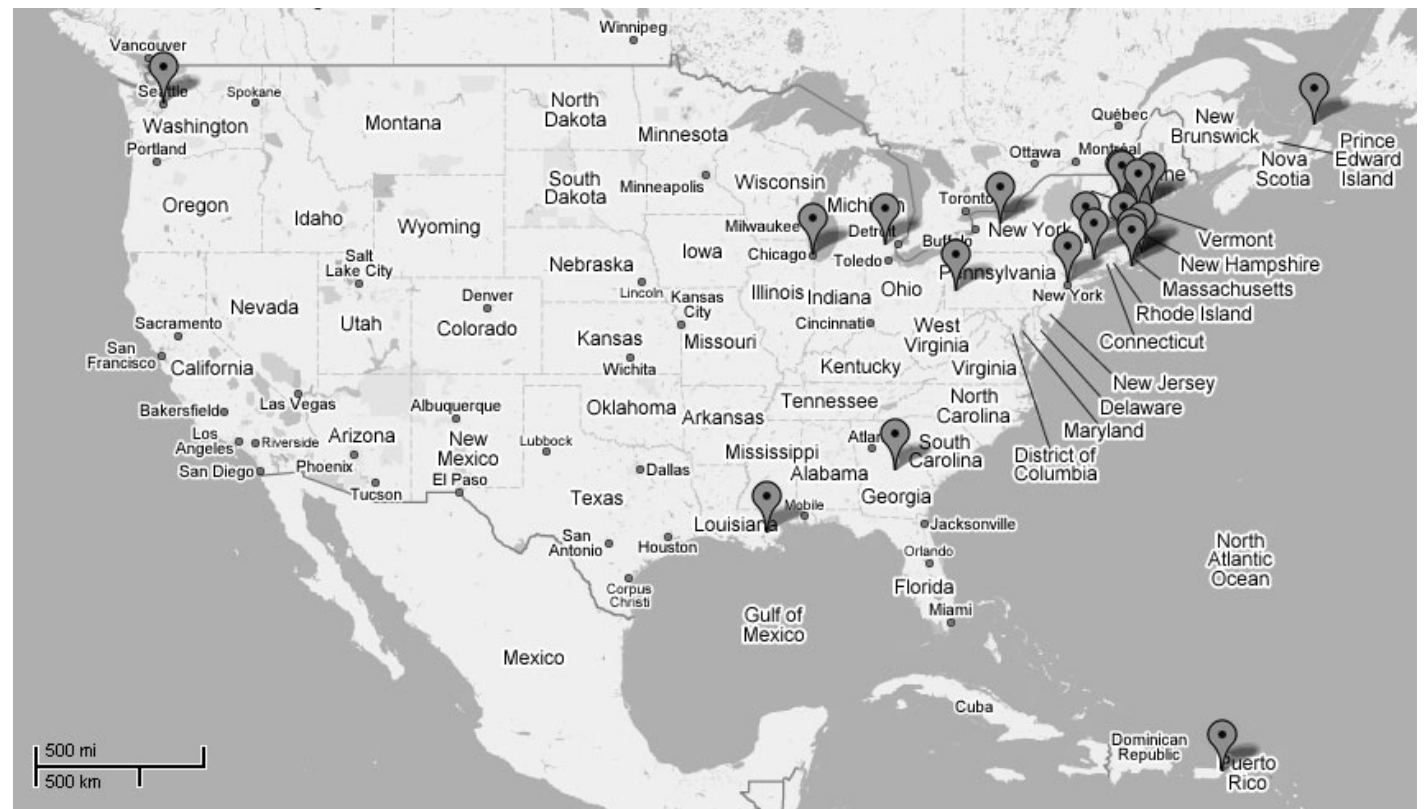 Winnipeg
Vancouver
Seattle
Spokane
Washington
Portland
Montana
North
Dakota
Minnesota
Québec
New
Brunswick
Prince
Edward
Island
Nova
Scotia
Ottawa
Montréal
Oregon
Idaho
Wyoming
South
Dakota
Minneapolis
Wisconsin
Michigan
Toronto
Milwaukee
Detroit
Buffalo
New York
Vermont
New Hampshire
Massachusetts
Rhode Island
Connecticut
New Jersey
Delaware
Maryland
District of
Columbia
Salt
Lake City
Nebraska
Iowa
Chicago
Toledo
Pennsylvania
New York
Lincoln
Illinois
Indiana
Ohio
Nevada
Utah
Denver
Colorado
Kansas
City
Kansas
Missouri
Cincinnati
West
Virginia
Sacramento
San
Francisco
California
Wichita
Kentucky
Virginia
Bakersfield
Las Vegas
Albuquerque
Oklahoma
Arkansas
Tennessee
North
Carolina
Los
Angeles
Riverside
Arizona
New
Mexico
Lubbock
Mississippi
Alabama
South
Carolina
San Diego
Phoenix
Tucson
El Paso
Dallas
Texas
Georgia
Louisiana
Mobile
Jacksonville
San
Antonio
Houston
Orlando
Corpus
Christi
Florida
Miami
North
Atlantic
Ocean
Gulf of
Mexico
Mexico
Cuba
Dominican
Republic
Puerto
Rico
500 mi
500 km